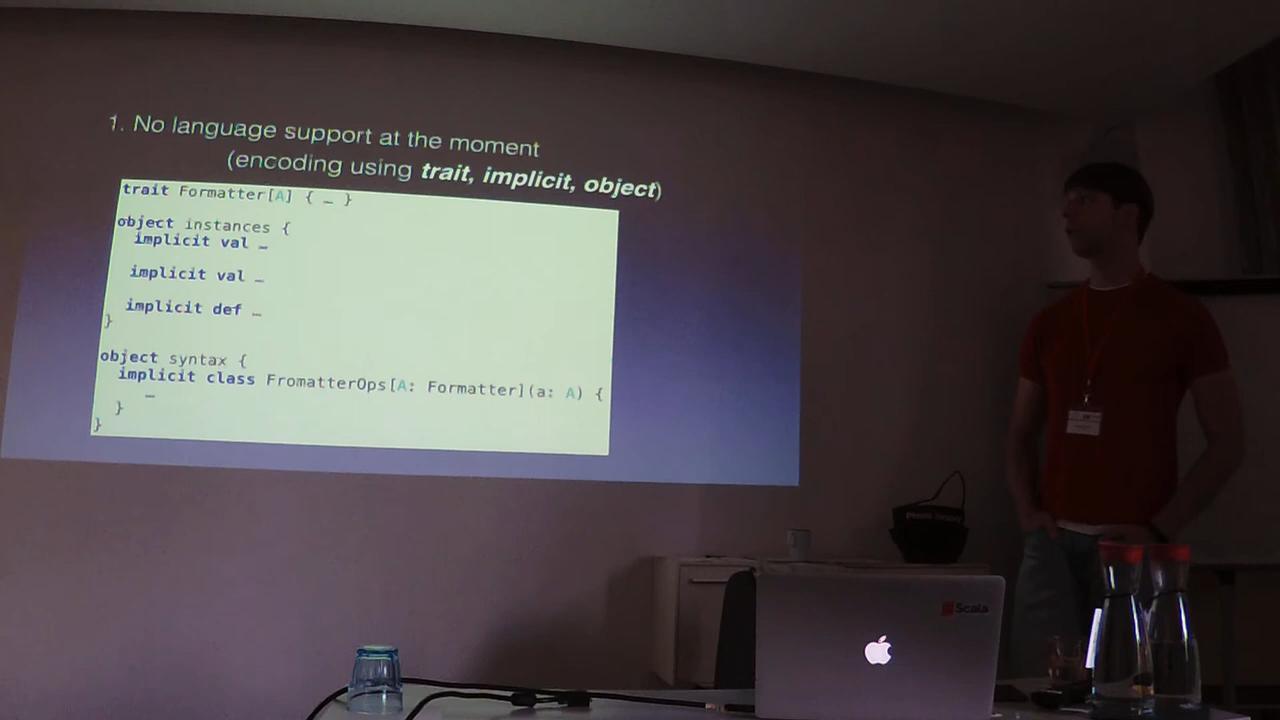 1. No language support at the moment
(encoding using trait, implicit, object)
trait Formatter[A] { … }
object instances {
implicit val …
implicit val …
implicit def …
}
object syntax {
implicit class FromatterOps[A: Formatter](a: A) {
…
}
}
Scala